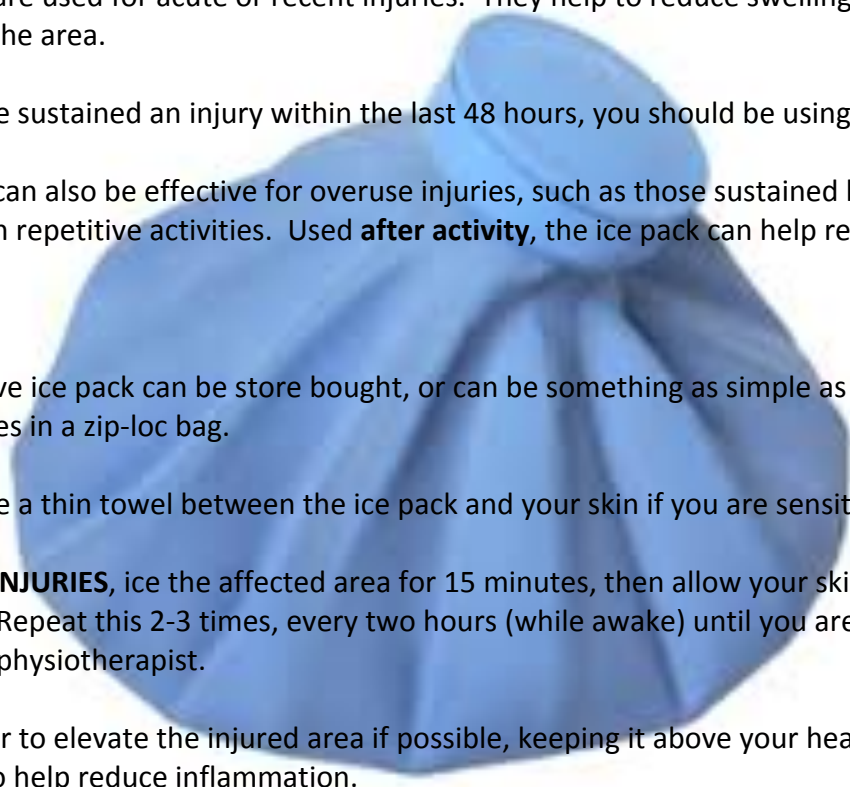 are used for acute or recent injuries. They help to reduce swelling
he area.
e sustained an injury within the last 48 hours, you should be using
can also be effective for overuse injuries, such as those sustained
n repetitive activities. Used after activity, the ice pack can help re
ve ice pack can be store bought, or can be something as simple as
es in a zip-loc bag.
e a thin towel between the ice pack and your skin if you are sensit
NJURIES, ice the affected area for 15 minutes, then allow your ski
Repeat this 2-3 times, every two hours (while awake) until you are
physiotherapist.
r to elevate the injured area if possible, keeping it above your hea
o help reduce inflammation.